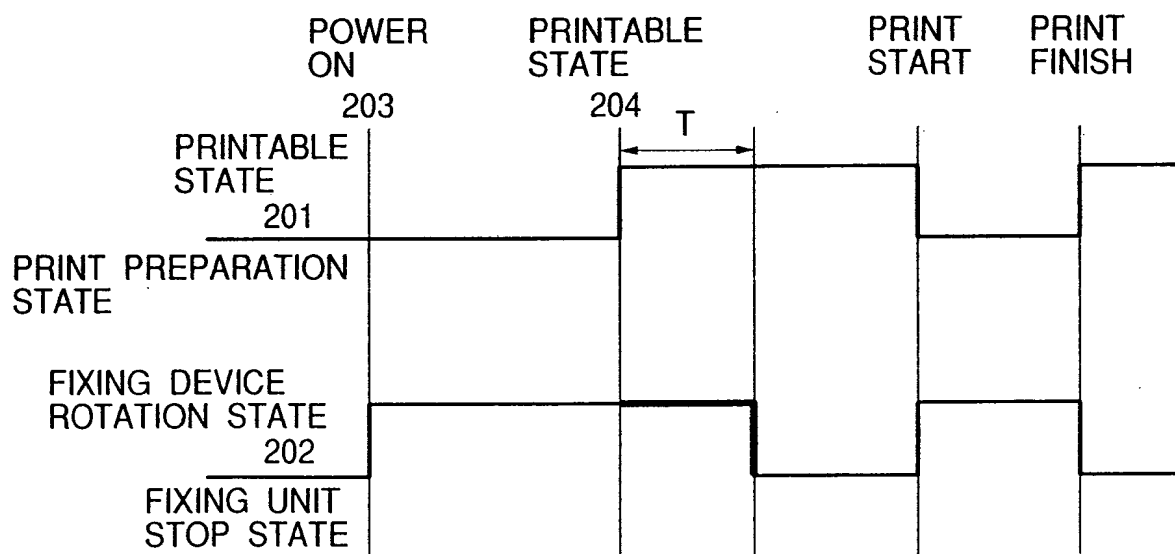 POWER
ON
203
PRINTABLE
STATE
204
PRINT
START
PRINT
FINISH
T
PRINTABLE
STATE
201
PRINT PREPARATION
STATE
FIXING DEVICE
ROTATION STATE
202
FIXING UNIT
STOP STATE